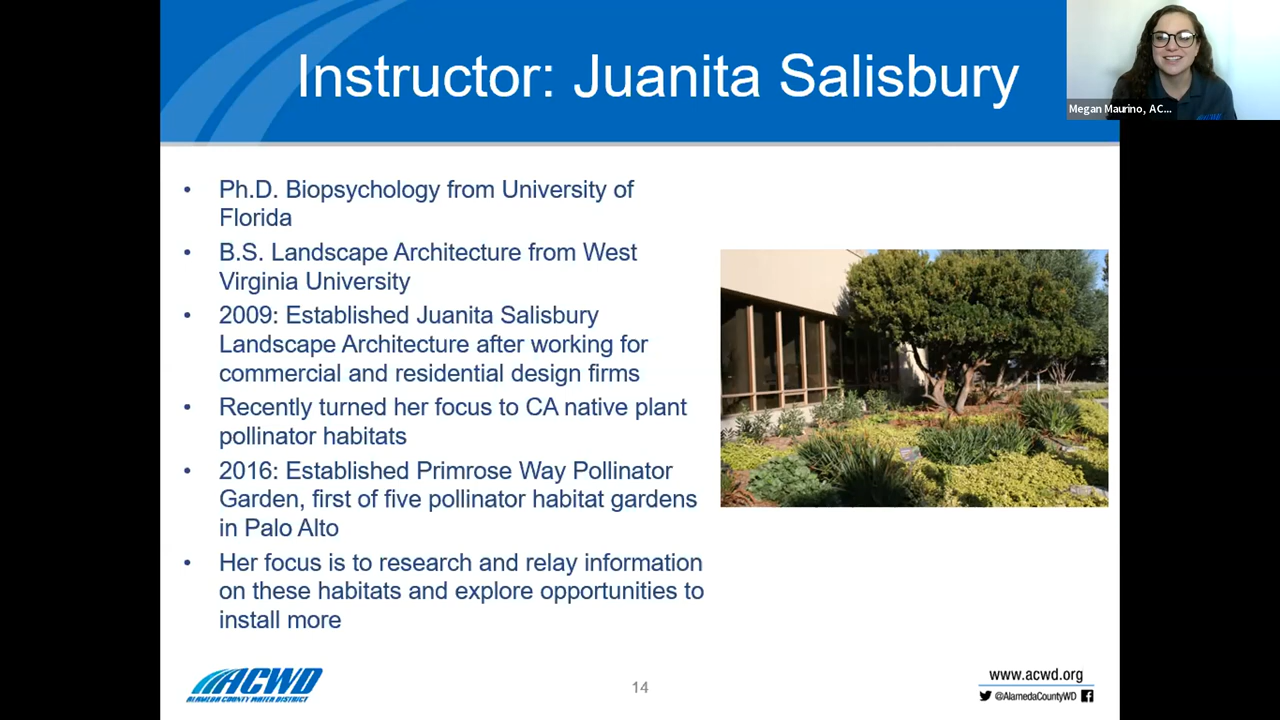 Instructor: Juanita Salisbury
Megan Maurino, AC...
• Ph.D. Biopsychology from University of
Florida
• B.S. Landscape Architecture from West
Virginia University
• 2009: Established Juanita Salisbury
Landscape Architecture after working for
commercial and residential design firms
• Recently turned her focus to CA native plant
pollinator habitats
• 2016: Established Primrose Way Pollinator
Garden, first of five pollinator habitat gardens
in Palo Alto
• Her focus is to research and relay information
on these habitats and explore opportunities to
install more
ACWD
ALAMEDA COUNTY WATER DISTRICT
14
www.acwd.org
@AlamedaCountyWD